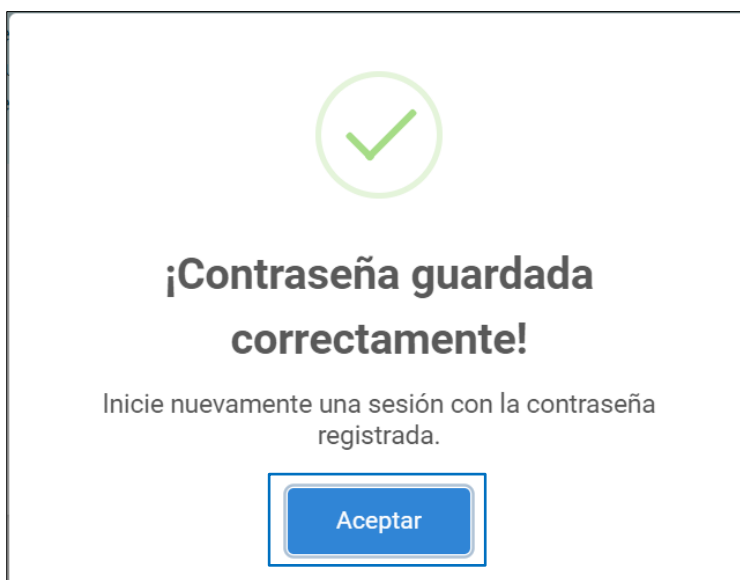 ¡Contraseña guardada
correctamente!
Inicie nuevamente una sesión con la contraseña
registrada.
Aceptar